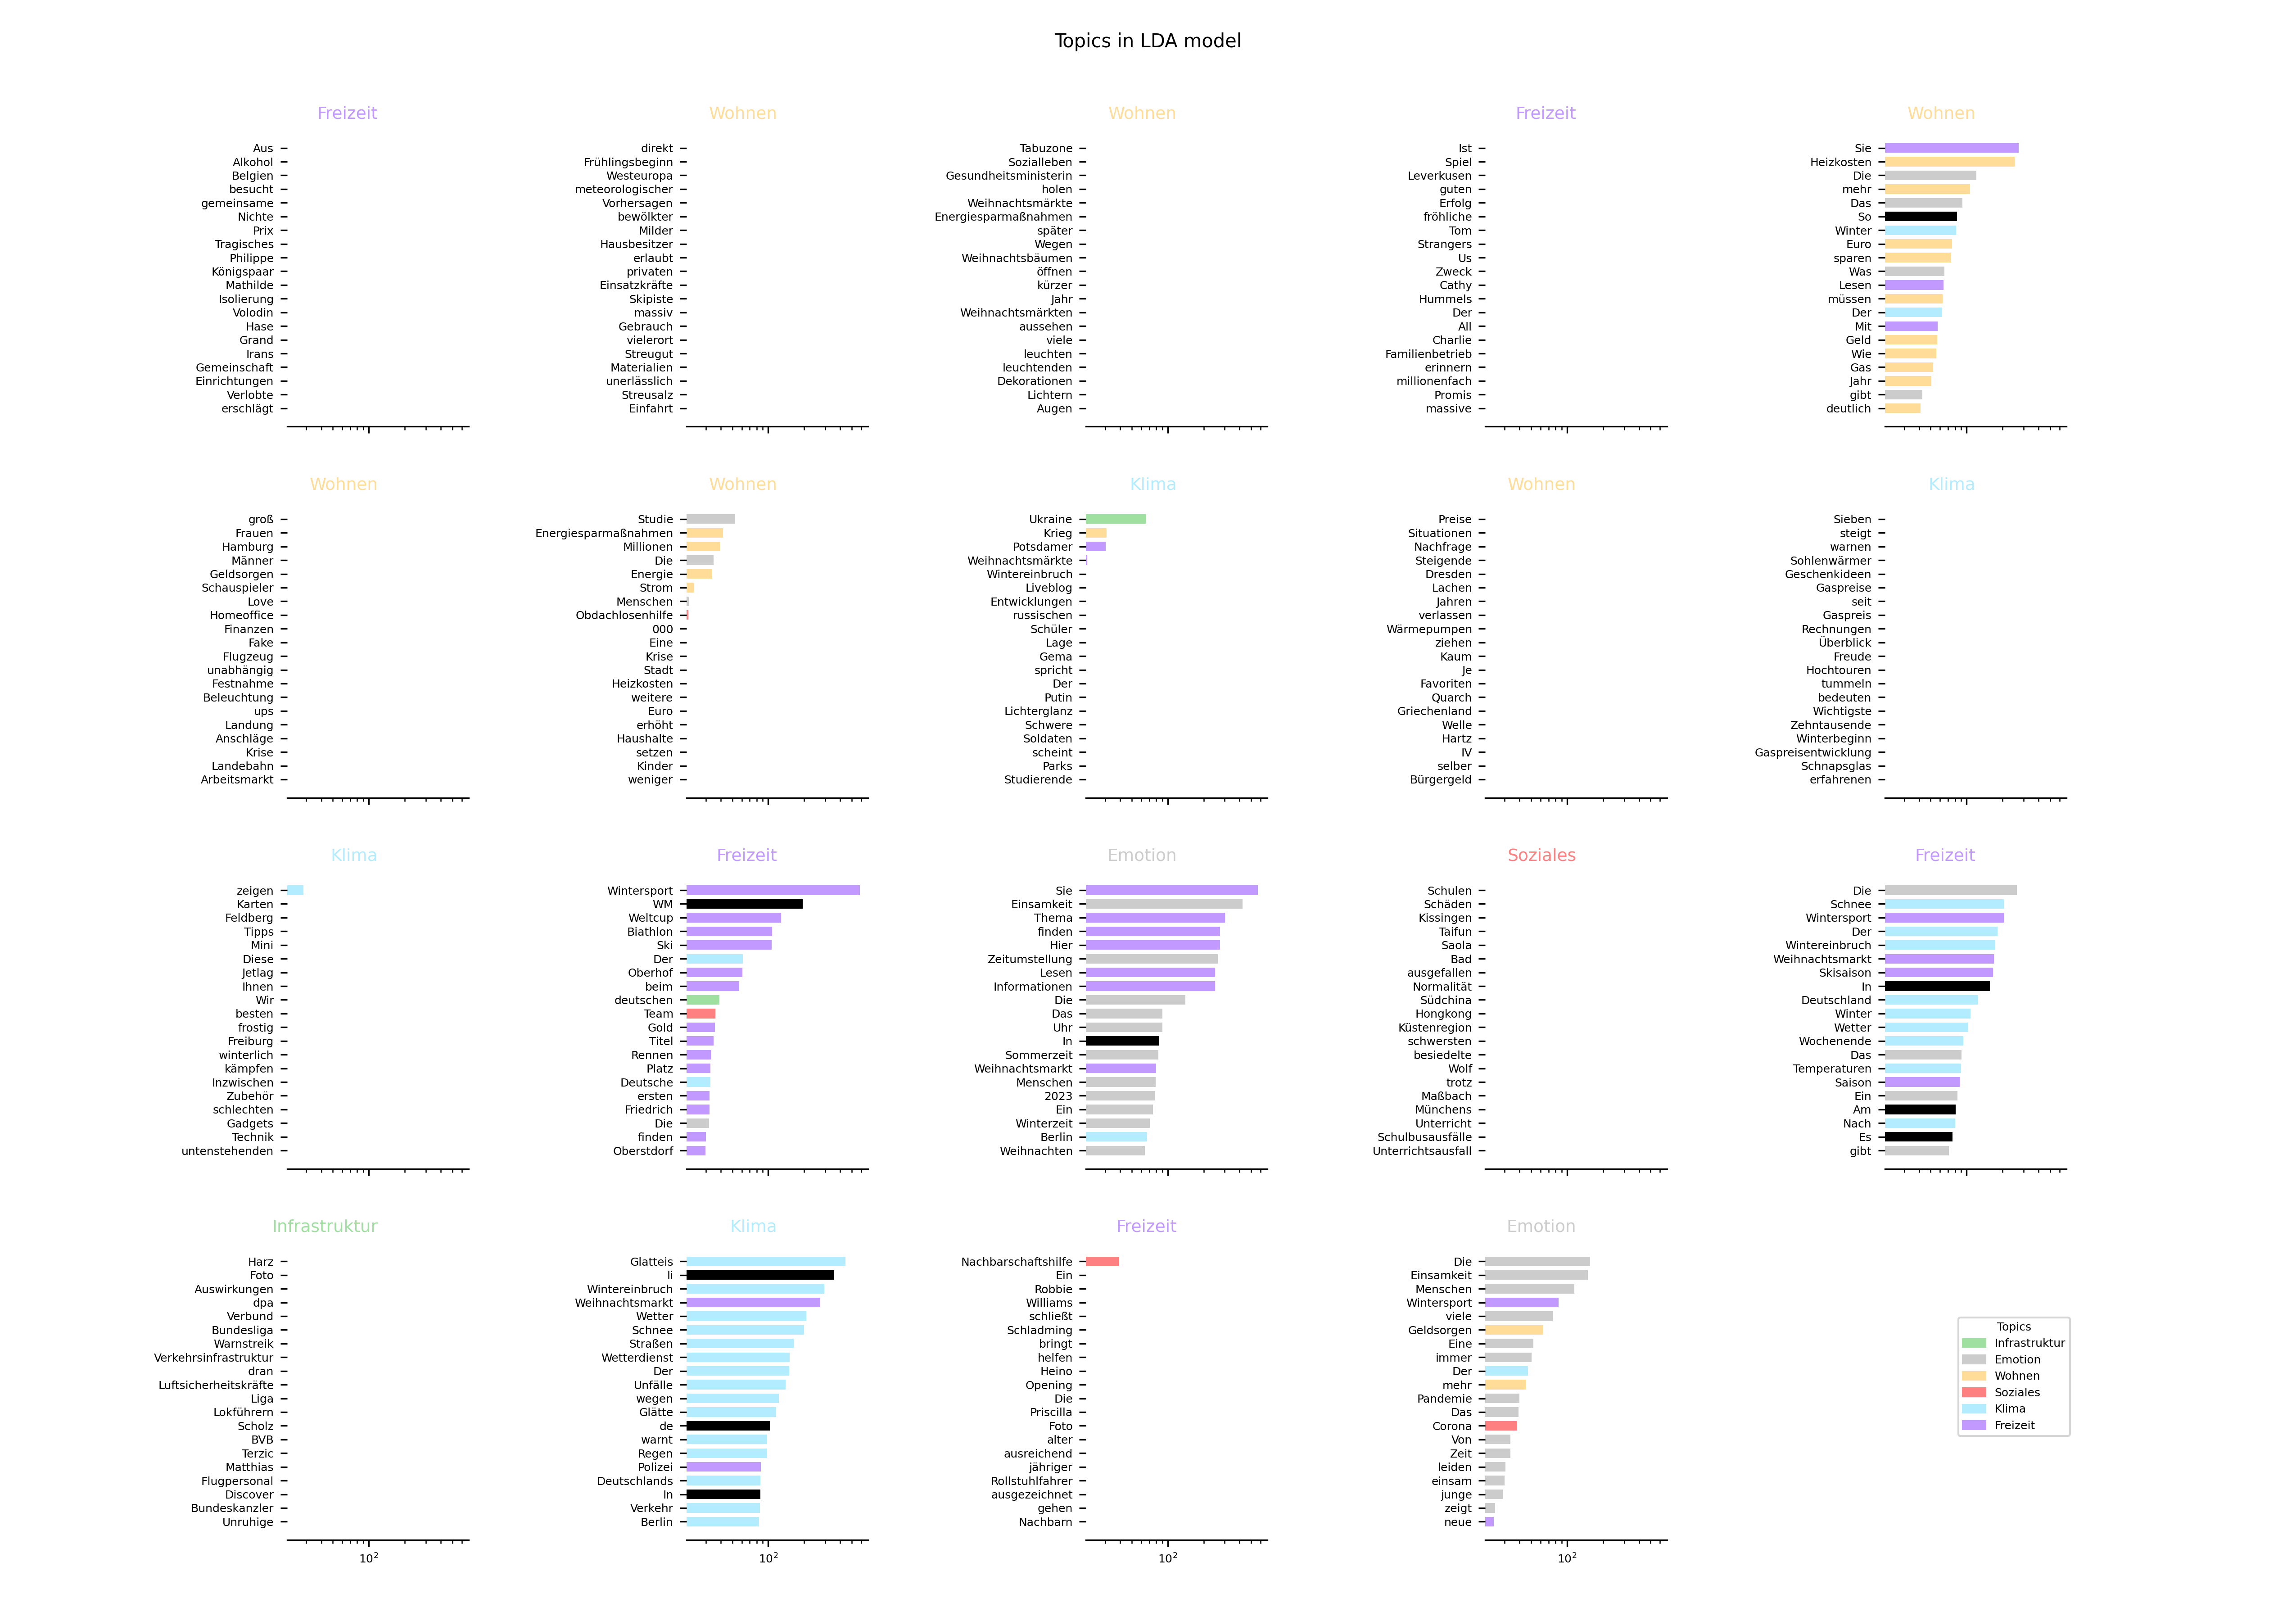 Topics in LDA model
Freizeit
Aus
Alkohol
Belgien
besucht
gemeinsame
Nichte
Prix
Tragisches
Philippe
Königspaar
Mathilde
Isolierung
Volodin
Hase
Grand
Irans
Gemeinschaft
Einrichtungen
Verlobte
erschlägt
Wohnen
direkt
Frühlingsbeginn
Westeuropa
meteorologischer
Vorhersagen
bewölkter
Milder
Hausbesitzer
erlaubt
privaten
Einsatzkräfte
Skipiste
massiv
Gebrauch
vielerort
Streugut
Materialien
unerlässlich
Streusalz
Einfahrt
Wohnen
Tabuzone
Sozialleben
Gesundheitsministerin
holen
Weihnachtsmärkte
Energiesparmaßnahmen
später
Wegen
Weihnachtsbäumen
öffnen
kürzer
Jahr
Weihnachtsmärkten
aussehen
viele
leuchten
leuchtenden
Dekorationen
Lichtern
Augen
Freizeit
Ist
Spiel
Leverkusen
guten
Erfolg
fröhliche
Tom
Strangers
Us
Zweck
Cathy
Hummels
Der
All
Charlie
Familienbetrieb
erinnern
millionenfach
Promis
massive
Wohnen
Sie
Heizkosten
Die
mehr
Das
So
Winter
Euro
sparen
Was
Lesen
müssen
Der
Mit
Geld
Wie
Gas
Jahr
gibt
deutlich
Wohnen
groß
Frauen
Hamburg
Männer
Geldsorgen
Schauspieler
Love
Homeoffice
Finanzen
Fake
Flugzeug
unabhängig
Festnahme
Beleuchtung
ups
Landung
Anschläge
Krise
Landebahn
Arbeitsmarkt
Wohnen
Studie
Energiesparmaßnahmen
Millionen
Die
Energie
Strom
Menschen
Obdachlosenhilfe
000
Eine
Krise
Stadt
Heizkosten
weitere
Euro
erhöht
Haushalte
setzen
Kinder
weniger
Klima
Ukraine
Krieg
Potsdamer
Weihnachtsmärkte
Wintereinbruch
Liveblog
Entwicklungen
russischen
Schüler
Lage
Gema
spricht
Der
Putin
Lichterglanz
Schwere
Soldaten
scheint
Parks
Studierende
Wohnen
Preise
Situationen
Nachfrage
Steigende
Dresden
Lachen
Jahren
verlassen
Wärmepumpen
ziehen
Kaum
Je
Favoriten
Quarch
Griechenland
Welle
Hartz
IV
selber
Bürgergeld
Klima
Sieben
steigt
warnen
Sohlenwärmer
Geschenkideen
Gaspreise
seit
Gaspreis
Rechnungen
Überblick
Freude
Hochtouren
tummeln
bedeuten
Wichtigste
Zehntausende
Winterbeginn
Gaspreisentwicklung
Schnapsglas
erfahrenen
Klima
zeigen
Karten
Feldberg
Tipps
Mini
Diese
Jetlag
Ihnen
Wir
besten
frostig
Freiburg
winterlich
kämpfen
Inzwischen
Zubehör
schlechten
Gadgets
Technik
untenstehenden
Freizeit
Wintersport
WM
Weltcup
Biathlon
Ski
Der
Oberhof
beim
deutschen
Team
Gold
Titel
Rennen
Platz
Deutsche
ersten
Friedrich
Die
finden
Oberstdorf
Emotion
Sie
Einsamkeit
Thema
finden
Hier
Zeitumstellung
Lesen
Informationen
Die
Das
Uhr
In
Sommerzeit
Weihnachtsmarkt
Menschen
2023
Ein
Winterzeit
Berlin
Weihnachten
Soziales
Schulen
Schäden
Kissingen
Taifun
Saola
Bad
ausgefallen
Normalität
Südchina
Hongkong
Küstenregion
schwersten
besiedelte
Wolf
trotz
Maßbach
Münchens
Unterricht
Schulbusausfälle
Unterrichtsausfall
Freizeit
Die
Schnee
Wintersport
Der
Wintereinbruch
Weihnachtsmarkt
Skisaison
In
Deutschland
Winter
Wetter
Wochenende
Das
Temperaturen
Saison
Ein
Am
Nach
Es
gibt
Infrastruktur
Harz
Foto
Auswirkungen
dpa
Verbund
Bundesliga
Warnstreik
Verkehrsinfrastruktur
dran
Luftsicherheitskräfte
Liga
Lokführern
Scholz
BVB
Terzic
Matthias
Flugpersonal
Discover
Bundeskanzler
Unruhige
10²
Klima
Glatteis
li
Wintereinbruch
Weihnachtsmarkt
Wetter
Schnee
Straßen
Wetterdienst
Der
Unfälle
wegen
Glätte
de
warnt
Regen
Polizei
Deutschlands
In
Verkehr
Berlin
10²
Freizeit
Nachbarschaftshilfe
Ein
Robbie
Williams
schließt
Schladming
bringt
helfen
Heino
Opening
Die
Priscilla
Foto
alter
ausreichend
jähriger
Rollstuhlfahrer
ausgezeichnet
gehen
Nachbarn
10²
Emotion
Die
Einsamkeit
Menschen
Wintersport
viele
Geldsorgen
Eine
immer
Der
mehr
Pandemie
Das
Corona
Von
Zeit
leiden
einsam
junge
zeigt
neue
10²
Topics
Infrastruktur
Emotion
Wohnen
Soziales
Klima
Freizeit